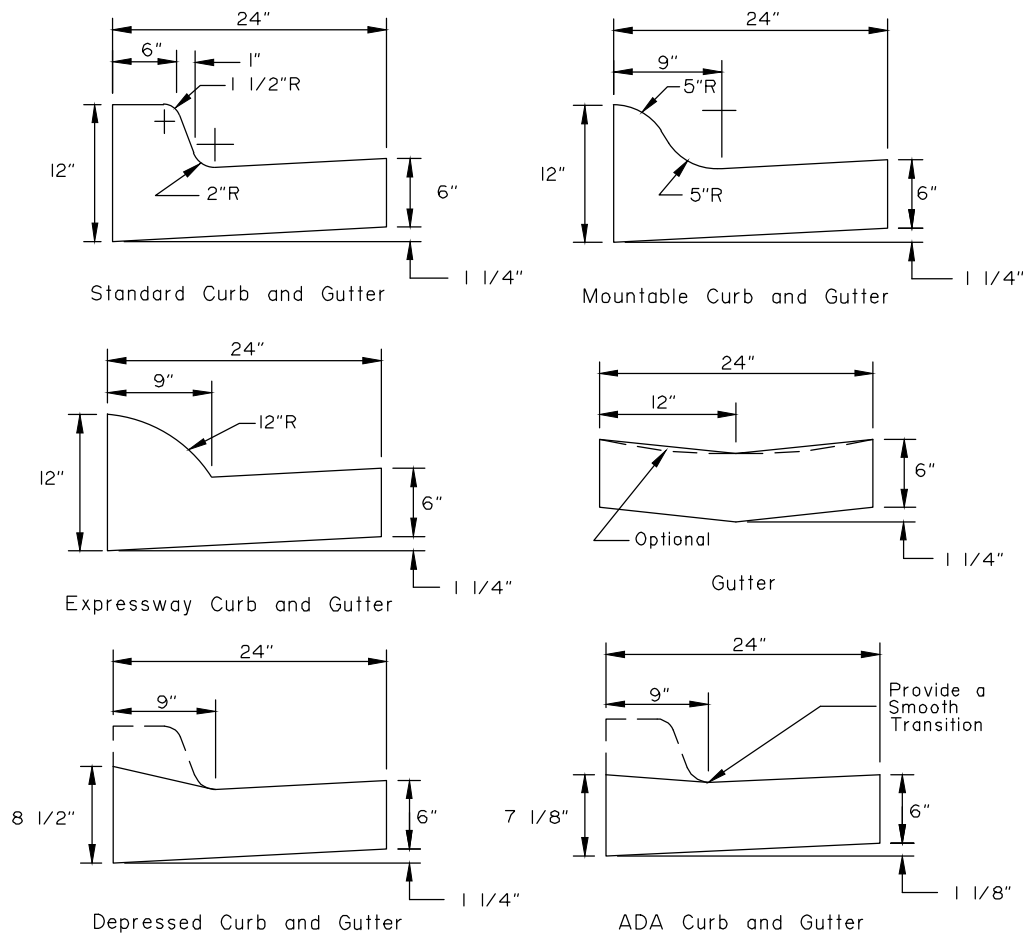 24"
6"
1"
1 1/2"R
12"
2"R
6"
1 1/4"
Standard Curb and Gutter
24"
9"
5"R
12"
5"R
6"
1 1/4"
Mountable Curb and Gutter
24"
9"
12"R
12"
6"
1 1/4"
Expressway Curb and Gutter
24"
12"
6"
Optional
1 1/4"
Gutter
24"
9"
8 1/2"
6"
1 1/4"
Depressed Curb and Gutter
24"
9"
Provide a
Smooth
Transition
7 1/8"
6"
1 1/8"
ADA Curb and Gutter